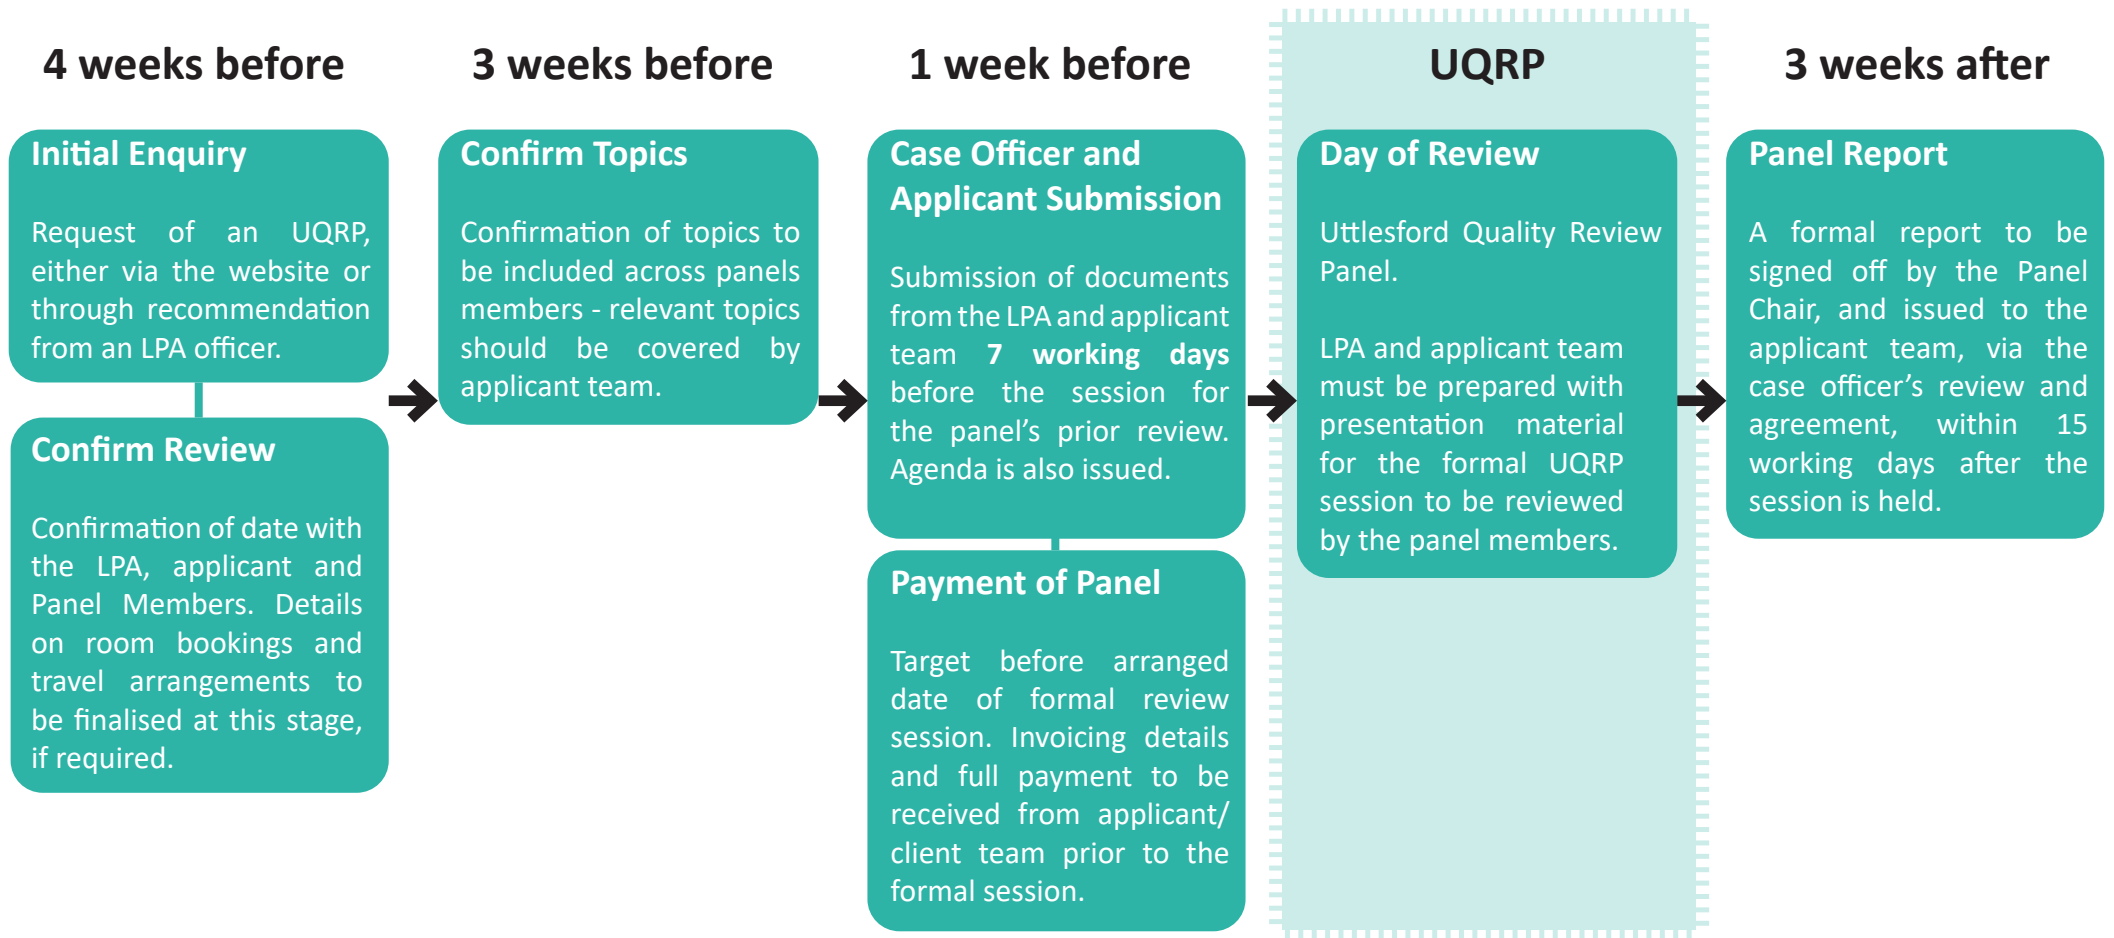 4 weeks before
Initial Enquiry
Request of an UQRP,
either via the website or
through recommendation
from an LPA officer.
Confirm Review
Confirmation of date with
the LPA, applicant and
Panel Members. Details
on room bookings and
travel arrangements to
be finalised at this stage,
if required.
3 weeks before
Confirm Topics
Confirmation of topics to
be included across panels
members - relevant topics
should be covered by
applicant team.
1 week before
Case Officer and
Applicant Submission
Submission of documents
from the LPA and applicant
team 7 working days
before the session for
the panel's prior review.
Agenda is also issued.
Payment of Panel
Target before arranged
date of formal review
session. Invoicing details
and full payment to be
received from applicant/
client team prior to the
formal session.
UQRP
Day of Review
Uttlesford Quality Review
Panel.
LPA and applicant team
must be prepared with
presentation material
for the formal UQRP
session to be reviewed
by the panel members.
3 weeks after
Panel Report
A formal report to be
signed off by the Panel
Chair, and issued to the
applicant team, via the
case officer's review and
agreement, within 15
working days after the
session is held.